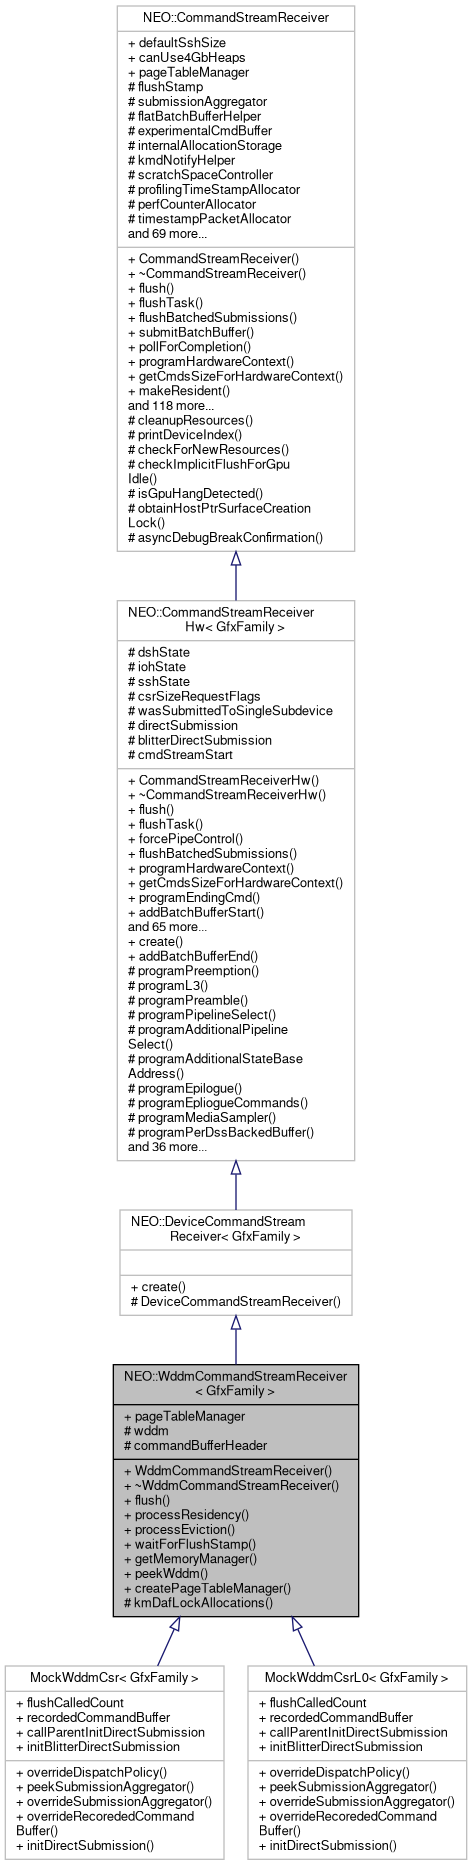 NEO::CommandStreamReceiver
+ defaultSshSize
+ canUse4GbHeaps
+ pageTableManager
# flushStamp
# submissionAggregator
# flatBatchBufferHelper
# experimentalCmdBuffer
# internalAllocationStorage
# kmdNotifyHelper
# scratchSpaceController
# profilingTimeStampAllocator
# perfCounterAllocator
# timestampPacketAllocator
and 69 more...
+ CommandStreamReceiver()
+ ~CommandStreamReceiver()
+ flush()
+ flushTask()
+ flushBatchedSubmissions()
+ submitBatchBuffer()
+ pollForCompletion()
+ programHardwareContext()
+ getCmdsSizeForHardwareContext()
+ makeResident()
and 118 more...
# cleanupResources()
# printDeviceIndex()
# checkForNewResources()
# checkImplicitFlushForGpu
Idle()
# isGpuHangDetected()
# obtainHostPtrSurfaceCreation
Lock()
# asyncDebugBreakConfirmation()
NEO::CommandStreamReceiver
Hw< GfxFamily >
# dshState
# iohState
# sshState
# csrSizeRequestFlags
# wasSubmittedToSingleSubdevice
# directSubmission
# blitterDirectSubmission
# cmdStreamStart
+ CommandStreamReceiverHw()
+ ~CommandStreamReceiverHw()
+ flush()
+ flushTask()
+ forcePipeControl()
+ flushBatchedSubmissions()
+ programHardwareContext()
+ getCmdsSizeForHardwareContext()
+ programEndingCmd()
+ addBatchBufferStart()
and 65 more...
+ create()
+ addBatchBufferEnd()
# programPreemption()
# programL3()
# programPreamble()
# programPipelineSelect()
# programAdditionalPipeline
Select()
# programAdditionalStateBase
Address()
# programEpilogue()
# programEpliogueCommands()
# programMediaSampler()
# programPerDssBackedBuffer()
and 36 more...
NEO::DeviceCommandStream
Receiver< GfxFamily >
+ create()
# DeviceCommandStreamReceiver()
NEO::WddmCommandStreamReceiver
< GfxFamily >
+ pageTableManager
# wddm
# commandBufferHeader
+ WddmCommandStreamReceiver()
+ ~WddmCommandStreamReceiver()
+ flush()
+ processResidency()
+ processEviction()
+ waitForFlushStamp()
+ getMemoryManager()
+ peekWddm()
+ createPageTableManager()
# kmDafLockAllocations()
MockWddmCsr< GfxFamily >
+ flushCalledCount
+ recordedCommandBuffer
+ callParentInitDirectSubmission
+ initBlitterDirectSubmission
+ overrideDispatchPolicy()
+ peekSubmissionAggregator()
+ overrideSubmissionAggregator()
+ overrideRecorededCommand
Buffer()
+ initDirectSubmission()
MockWddmCsrL0< GfxFamily >
+ flushCalledCount
+ recordedCommandBuffer
+ callParentInitDirectSubmission
+ initBlitterDirectSubmission
+ overrideDispatchPolicy()
+ peekSubmissionAggregator()
+ overrideSubmissionAggregator()
+ overrideRecorededCommand
Buffer()
+ initDirectSubmission()